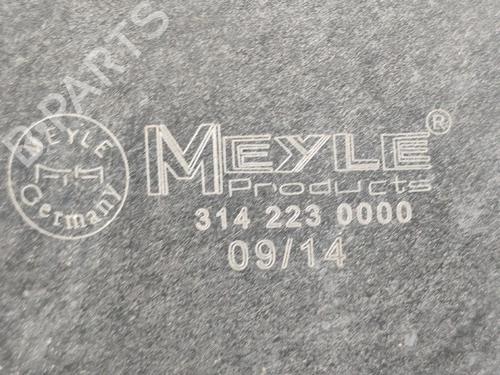 B PARTS
MEYLE
Germany
MEYLE®
Products
314 223 0000
09/14